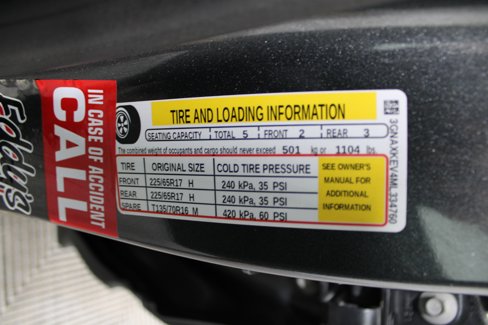 Eddy's
IN CASE OF ACCIDENT
CALL
TIRE AND LOADING INFORMATION
SEATING CAPACITY TOTAL 5 FRONT 2 REAR 3
The combined weight of occupants and cargo should never exceed 501 kg or 1104 lbs.
TIRE ORIGINAL SIZE COLD TIRE PRESSURE
FRONT 225/65R17 H 240 kPa, 35 PSI
REAR 225/65R17 H 240 kPa, 35 PSI
SPARE T135/70R16 M 420 kPa, 60 PSI
SEE OWNER'S
MANUAL FOR
ADDITIONAL
INFORMATION
3GNAXKEV4ML334760